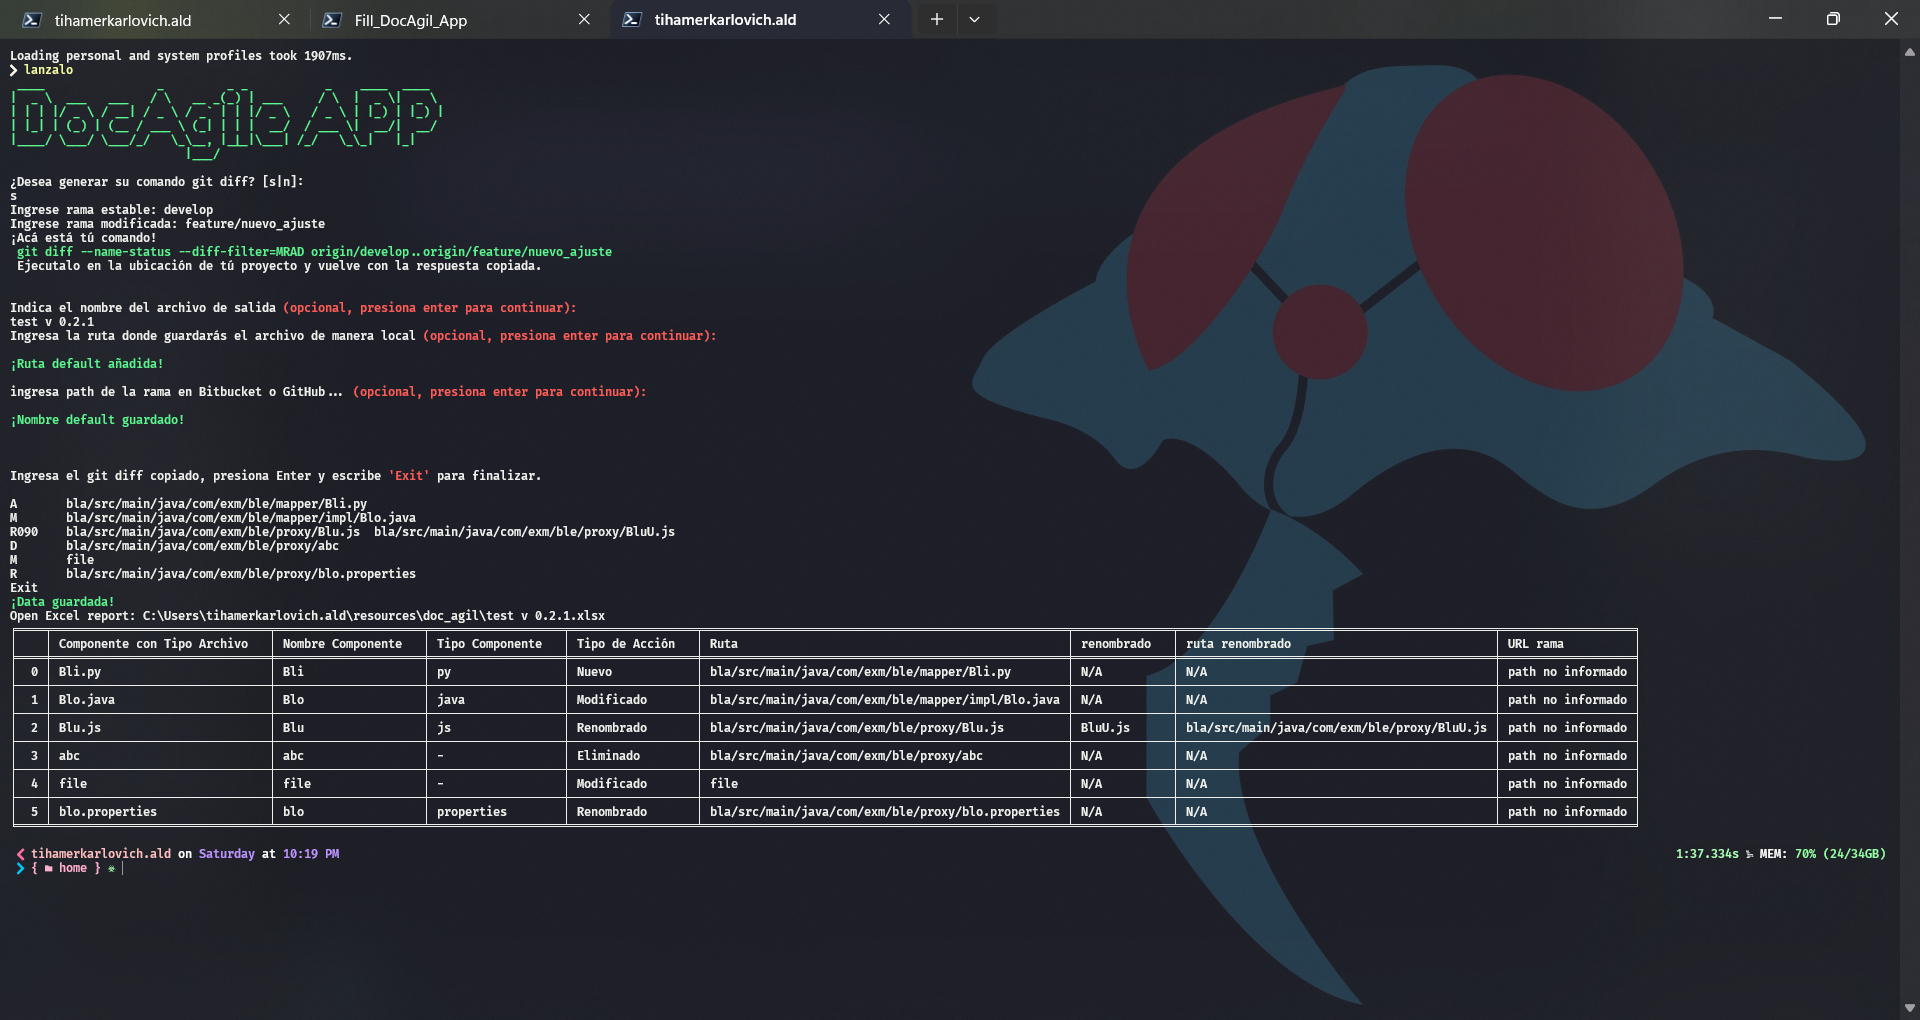 tihamerkarlovich.ald
Fill_DocAgil_App
tihamerkarlovich.ald
Loading personal and system profiles took 1907ms.
❯ lanzalo
DocAgile APP
¿Desea generar su comando git diff? [s|n]:
s
Ingrese rama estable: develop
Ingrese rama modificada: feature/nuevo_ajuste
¡Acá está tú comando!
git diff --name-status --diff-filter=MRAD origin/develop..origin/feature/nuevo_ajuste
Ejecutalo en la ubicación de tú proyecto y vuelve con la respuesta copiada.
Indica el nombre del archivo de salida (opcional, presiona enter para continuar):
test v 0.2.1
Ingresa la ruta donde guardarás el archivo de manera local (opcional, presiona enter para continuar):
¡Ruta default añadida!
ingresa path de la rama en Bitbucket o GitHub... (opcional, presiona enter para continuar):
¡Nombre default guardado!
Ingresa el git diff copiado, presiona Enter y escribe 'Exit' para finalizar.
A bla/src/main/java/com/exm/ble/mapper/Bli.py
M bla/src/main/java/com/exm/ble/mapper/impl/Blo.java
R090 bla/src/main/java/com/exm/ble/proxy/Blu.js bla/src/main/java/com/exm/ble/proxy/BluU.js
D bla/src/main/java/com/exm/ble/proxy/abc
M file
R bla/src/main/java/com/exm/ble/proxy/blo.properties
Exit
¡Data guardada!
Open Excel report: C:\Users\tihamerkarlovich.ald\resources\doc_agil\test v 0.2.1.xlsx
Componente con Tipo Archivo Nombre Componente Tipo Componente Tipo de Acción Ruta renombrado ruta renombrado URL rama
0 Bli.py Bli py Nuevo bla/src/main/java/com/exm/ble/mapper/Bli.py N/A N/A path no informado
1 Blo.java Blo java Modificado bla/src/main/java/com/exm/ble/mapper/impl/Blo.java N/A N/A path no informado
2 Blu.js Blu js Renombrado bla/src/main/java/com/exm/ble/proxy/Blu.js BluU.js bla/src/main/java/com/exm/ble/proxy/BluU.js path no informado
3 abc abc - Eliminado bla/src/main/java/com/exm/ble/proxy/abc N/A N/A path no informado
4 file file - Modificado file N/A N/A path no informado
5 blo.properties blo properties Renombrado bla/src/main/java/com/exm/ble/proxy/blo.properties N/A N/A path no informado
tihamerkarlovich.ald on Saturday at 10:19 PM 1:37.334s MEM: 70% (24/34GB)
❯ { home }